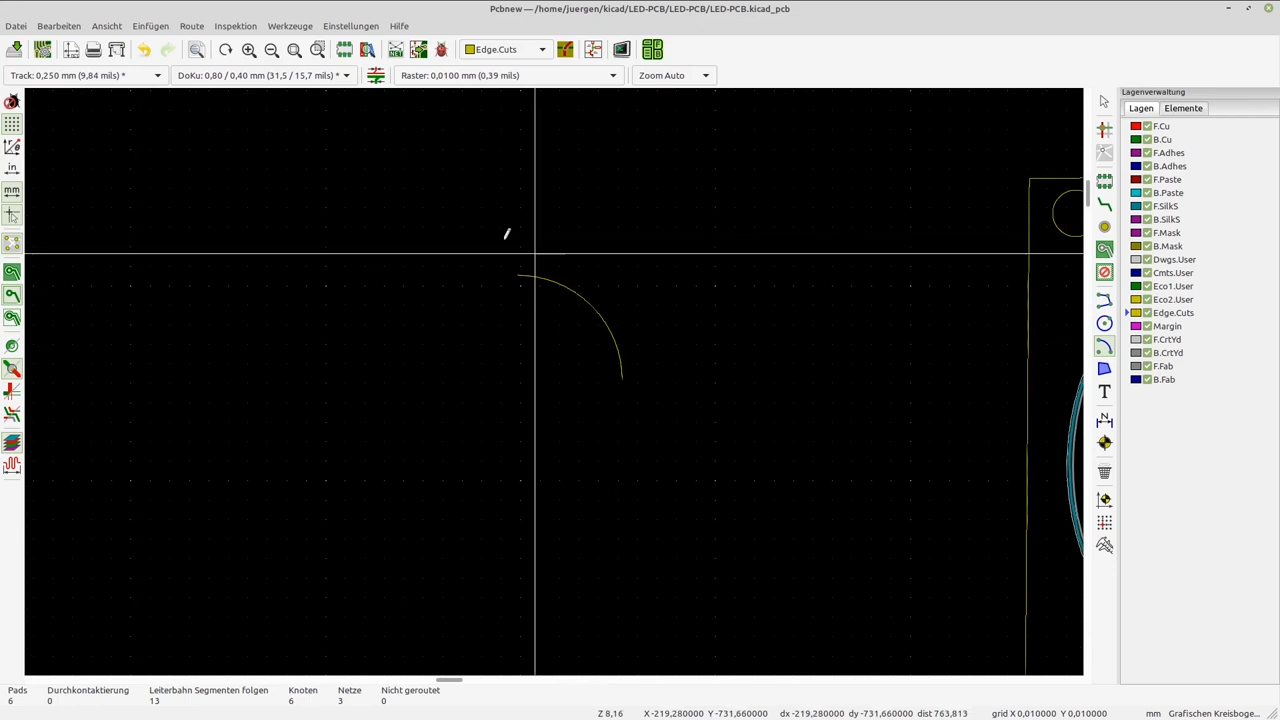 Pcbnew — /home/juergen/kicad/LED-PCB/LED-PCB/LED-PCB.kicad_pcb
Datei Bearbeiten Ansicht Einfügen Route Inspektion Werkzeuge Einstellungen Hilfe
NET
Edge.Cuts
Track: 0,250 mm (9,84 mils) *
DoKu: 0,80 / 0,40 mm (31,5 / 15,7 mils) *
Raster: 0,0100 mm (0,39 mils)
Zoom Auto
in
mm
T
N
Lagenverwaltung
Lagen Elemente
F.Cu
B.Cu
F.Adhes
B.Adhes
F.Paste
B.Paste
F.SilkS
B.SilkS
F.Mask
B.Mask
Dwgs.User
Cmts.User
Eco1.User
Eco2.User
Edge.Cuts
Margin
F.CrtYd
B.CrtYd
F.Fab
B.Fab
Pads Durchkontaktierung Leiterbahn Segmenten folgen Knoten Netze Nicht geroutet
6 0 13 6 3 0
Z 8,16 X -219,280000 Y -731,660000 dx -219,280000 dy -731,660000 dist 763,813 grid X 0,010000 Y 0,010000 mm Grafischen Kreisboge...